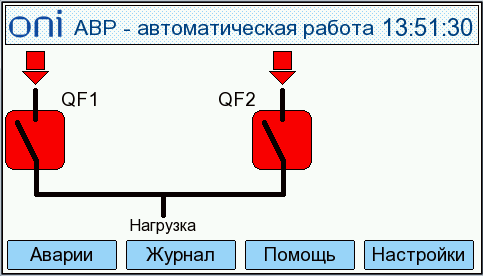 oni АВР - автоматическая работа 13:51:30
QF1 QF2
Нагрузка
Аварии Журнал Помощь Настройки